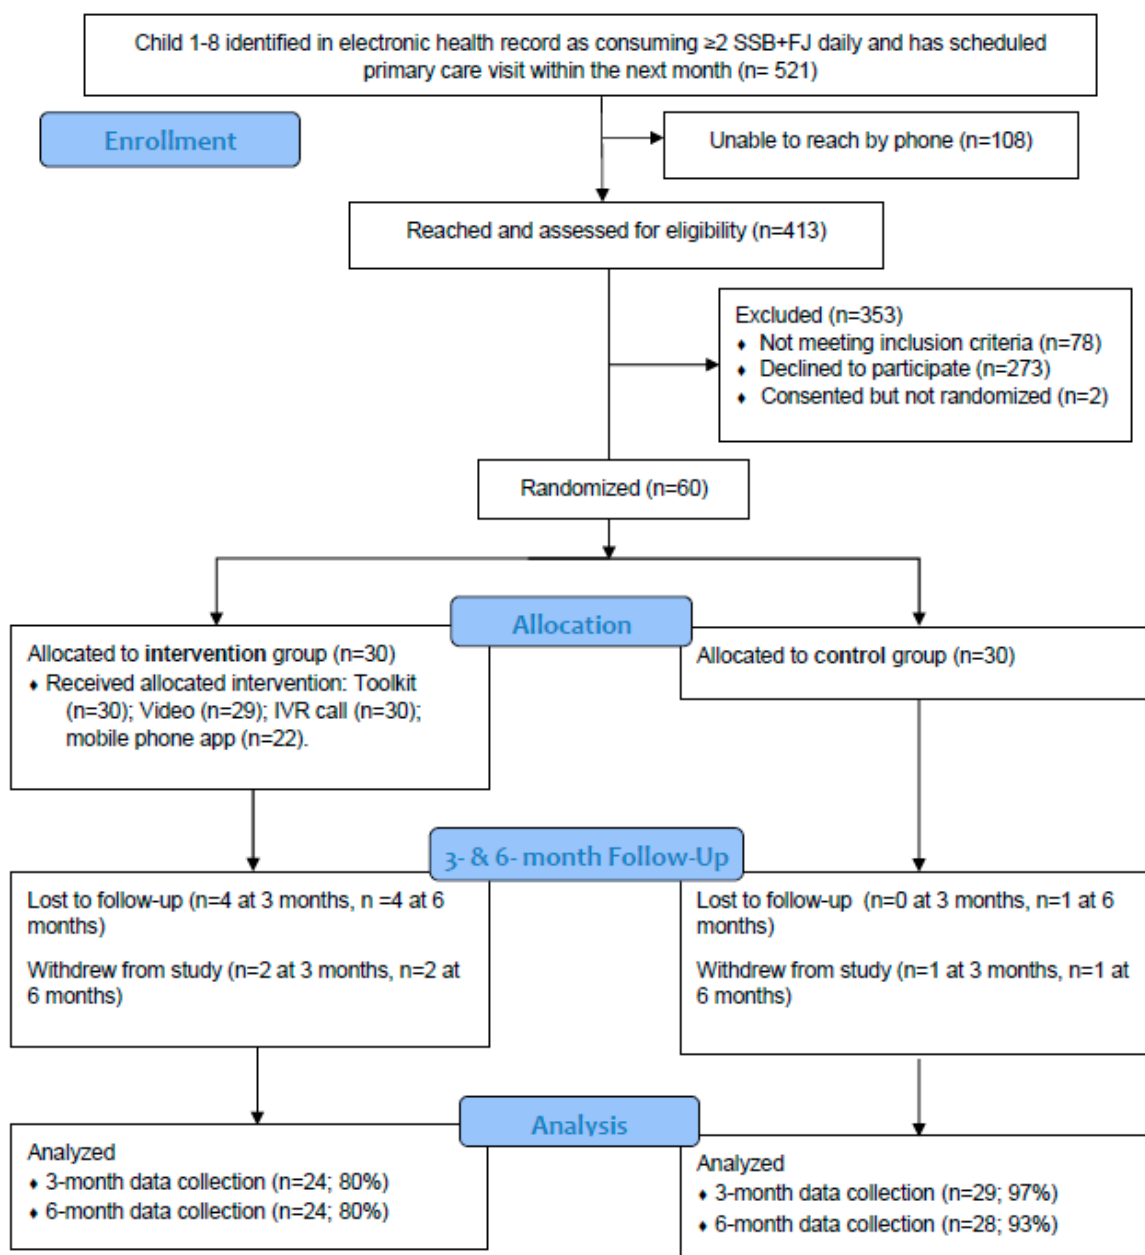 Child 1-8 identified in electronic health record as consuming ≥2 SSB+FJ daily and has scheduled
primary care visit within the next month (n= 521)
Enrollment
Unable to reach by phone (n=108)
Reached and assessed for eligibility (n=413)
Excluded (n=353)
♦ Not meeting inclusion criteria (n=78)
♦ Declined to participate (n=273)
♦ Consented but not randomized (n=2)
Randomized (n=60)
Allocation
Allocated to intervention group (n=30)
♦ Received allocated intervention: Toolkit
(n=30); Video (n=29); IVR call (n=30);
mobile phone app (n=22).
Allocated to control group (n=30)
3- & 6- month Follow-Up
Lost to follow-up (n=4 at 3 months, n =4 at 6
months)
Withdrew from study (n=2 at 3 months, n=2 at
6 months)
Lost to follow-up (n=0 at 3 months, n=1 at 6
months)
Withdrew from study (n=1 at 3 months, n=1 at
6 months)
Analysis
Analyzed
♦ 3-month data collection (n=24; 80%)
♦ 6-month data collection (n=24; 80%)
Analyzed
♦ 3-month data collection (n=29; 97%)
♦ 6-month data collection (n=28; 93%)